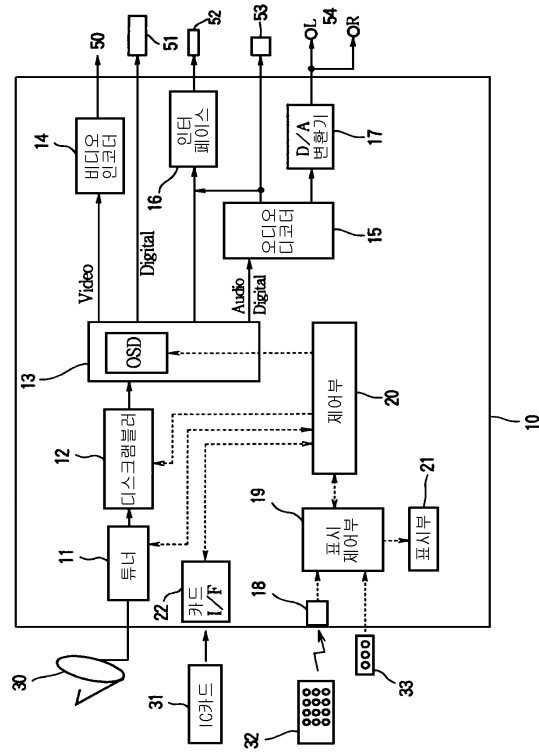 30
11
튜너
12
디스크램블러
13
OSD
Video
Digital
Audio
Digital
14
비디오
인코더
50
51
16
인터
페이스
52
53
15
오디오
디코더
D/A
변환기
17
54
OL
OR
31
IC카드
22
카드
I/F
18
32
33
19
표시
제어부
제어부
20
21
표시부
10